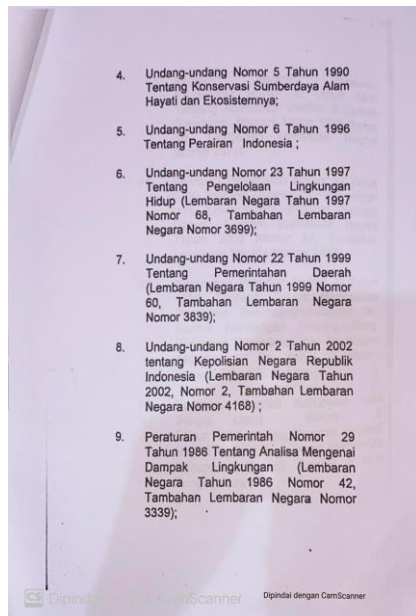 4. Undang-undang Nomor 5 Tahun 1990
Tentang Konservasi Sumberdaya Alam
Hayati dan Ekosistemnya;
5. Undang-undang Nomor 6 Tahun 1996
Tentang Perairan Indonesia ;
6. Undang-undang Nomor 23 Tahun 1997
Tentang Pengelolaan Lingkungan
Hidup (Lembaran Negara Tahun 1997
Nomor 68, Tambahan Lembaran
Negara Nomor 3699);
7. Undang-undang Nomor 22 Tahun 1999
Tentang Pemerintahan Daerah
(Lembaran Negara Tahun 1999 Nomor
60, Tambahan Lembaran Negara
Nomor 3839);
8. Undang-undang Nomor 2 Tahun 2002
tentang Kepolisian Negara Republik
Indonesia (Lembaran Negara Tahun
2002, Nomor 2, Tambahan Lembaran
Negara Nomor 4168) ;
9. Peraturan Pemerintah Nomor 29
Tahun 1986 Tentang Analisa Mengenai
Dampak Lingkungan (Lembaran
Negara Tahun 1986 Nomor 42,
Tambahan Lembaran Negara Nomor
3339);
CS Dipindai dengan CamScanner
Dipindai dengan CamScanner